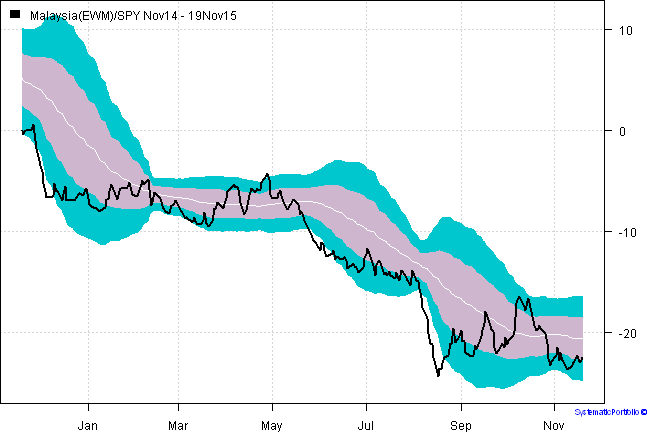 Malaysia(EWM)/SPY Nov14 - 19Nov15
10
0
-10
-20
Jan Mar May Jul Sep Nov
SystematicPortfolio ©